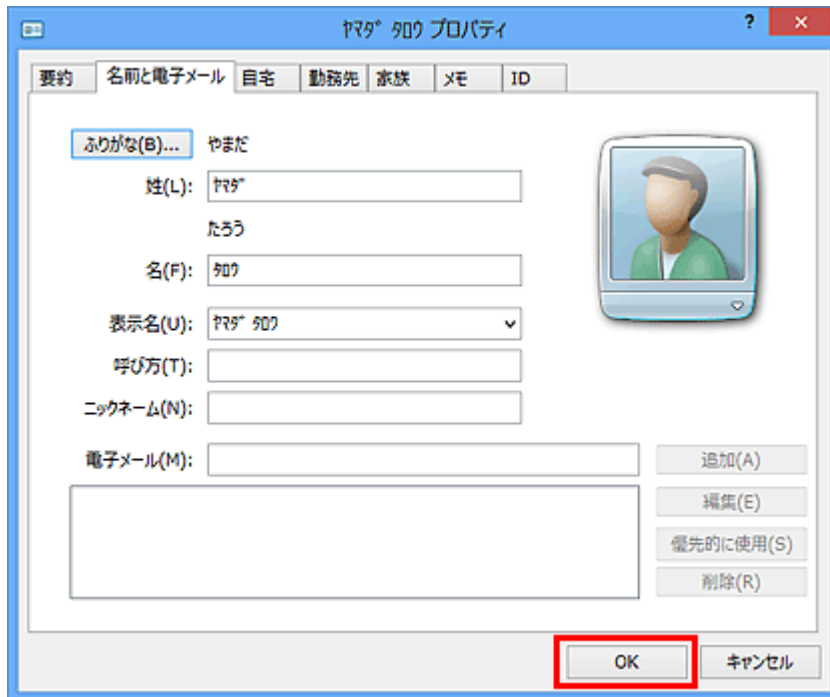 ﾔﾏﾀﾞ ﾀﾛｳ プロパティ
?
要約 名前と電子メール 自宅 勤務先 家族 メモ ID
ふりがな(B)... やまだ
姓(L): ﾔﾏﾀﾞ
たろう
名(F): ﾀﾛｳ
表示名(U): ﾔﾏﾀﾞ ﾀﾛｳ
呼び方(T):
ニックネーム(N):
電子メール(M): 追加(A)
編集(E)
優先的に使用(S)
削除(R)
OK キャンセル